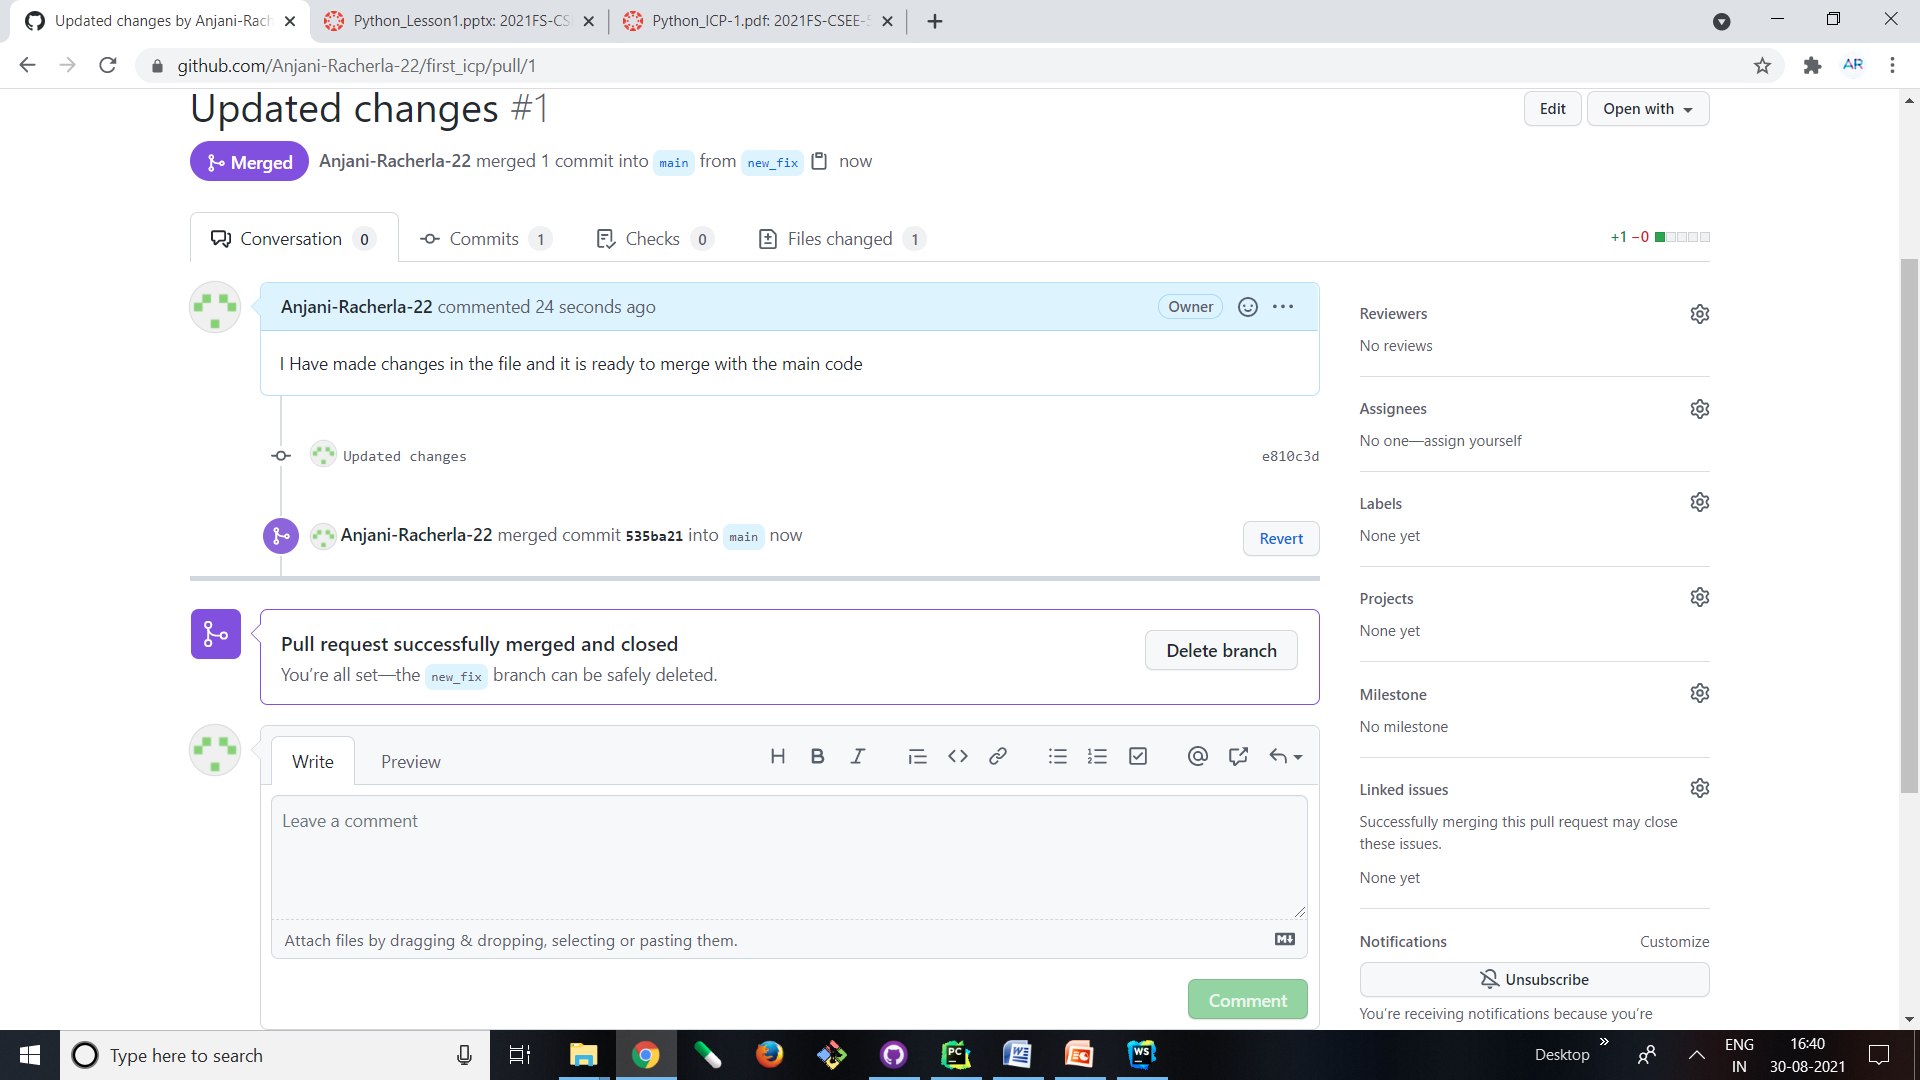 Updated changes by Anjani-Rach
Python_Lesson1.pptx: 2021FS-CS
Python_ICP-1.pdf: 2021FS-CSEE-5
github.com/Anjani-Racherla-22/first_icp/pull/1
AR
Updated changes #1
Edit
Open with
Merged
Anjani-Racherla-22 merged 1 commit into main from new_fix now
Conversation 0
Commits 1
Checks 0
Files changed 1
+1 −0
Anjani-Racherla-22 commented 24 seconds ago
Owner
I Have made changes in the file and it is ready to merge with the main code
Updated changes
e810c3d
Anjani-Racherla-22 merged commit 535ba21 into main now
Revert
Pull request successfully merged and closed
You’re all set—the new_fix branch can be safely deleted.
Delete branch
Write
Preview
Leave a comment
Attach files by dragging & dropping, selecting or pasting them.
Comment
Reviewers
No reviews
Assignees
No one—assign yourself
Labels
None yet
Projects
None yet
Milestone
No milestone
Linked issues
Successfully merging this pull request may close
these issues.
None yet
Notifications
Customize
Unsubscribe
You’re receiving notifications because you’re
Type here to search
PC
WS
Desktop
ENG
IN
16:40
30-08-2021